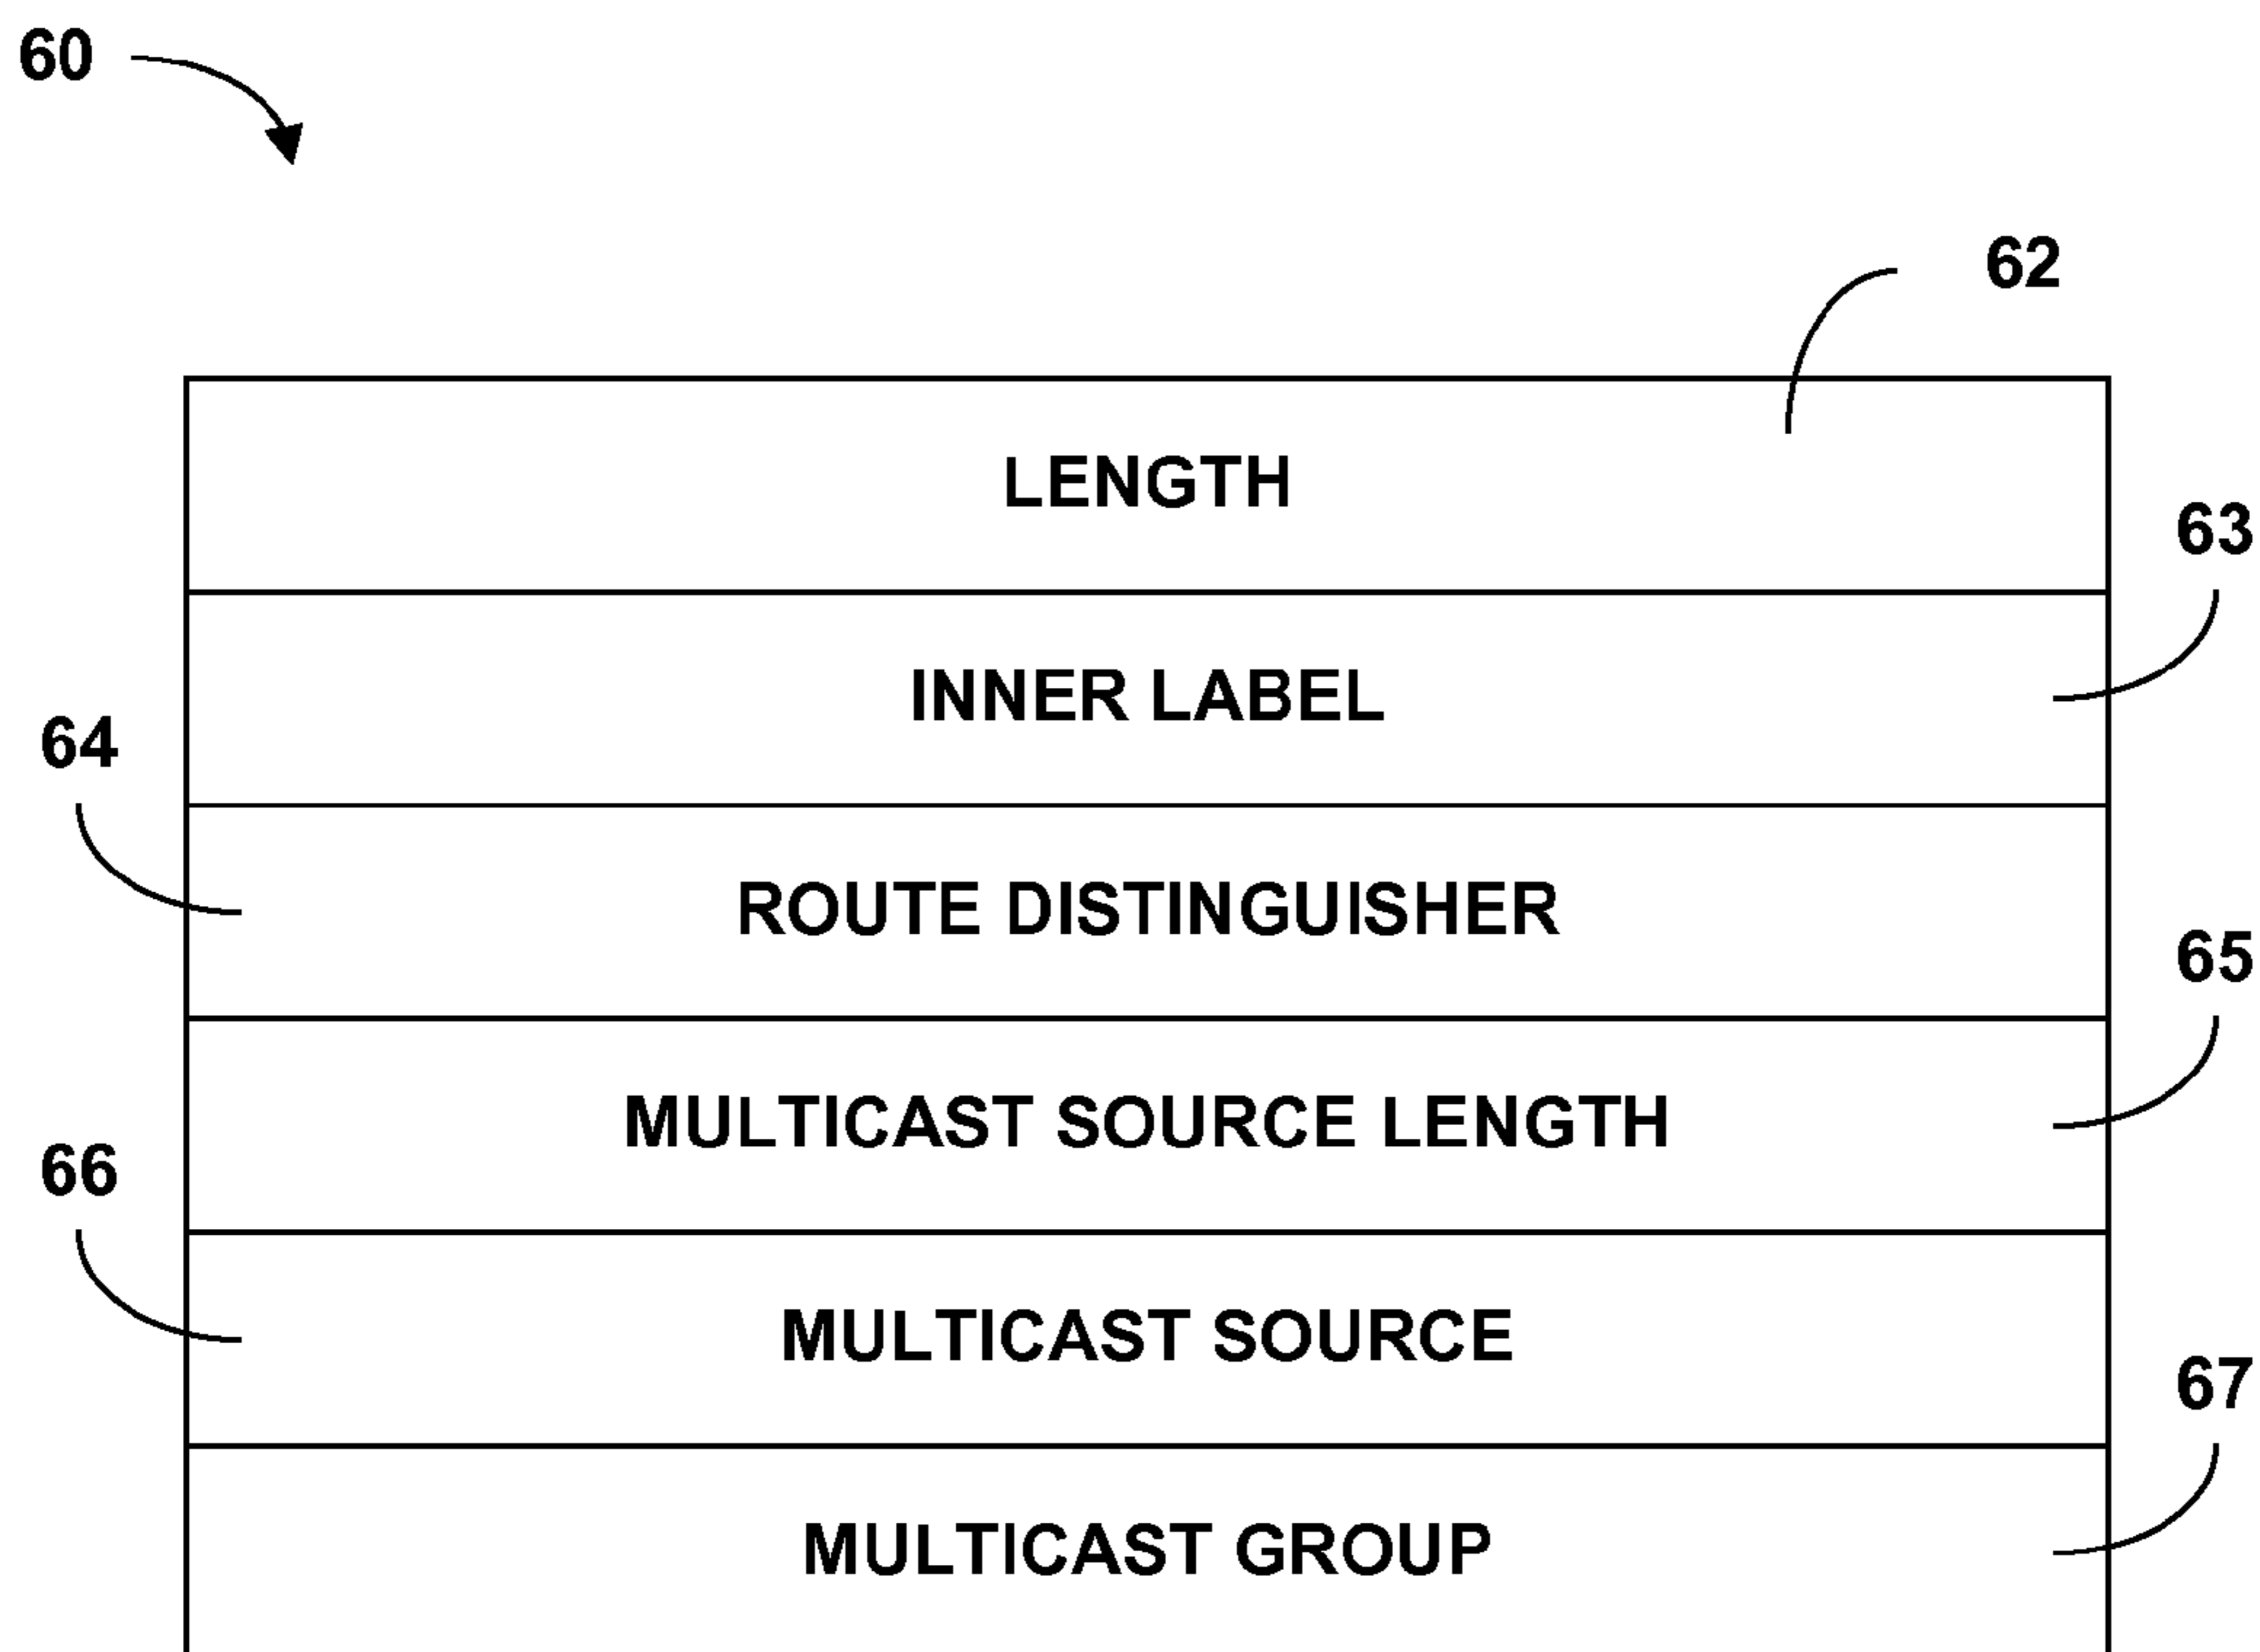 60
62
LENGTH
63
INNER LABEL
64
ROUTE DISTINGUISHER
65
MULTICAST SOURCE LENGTH
66
MULTICAST SOURCE
67
MULTICAST GROUP